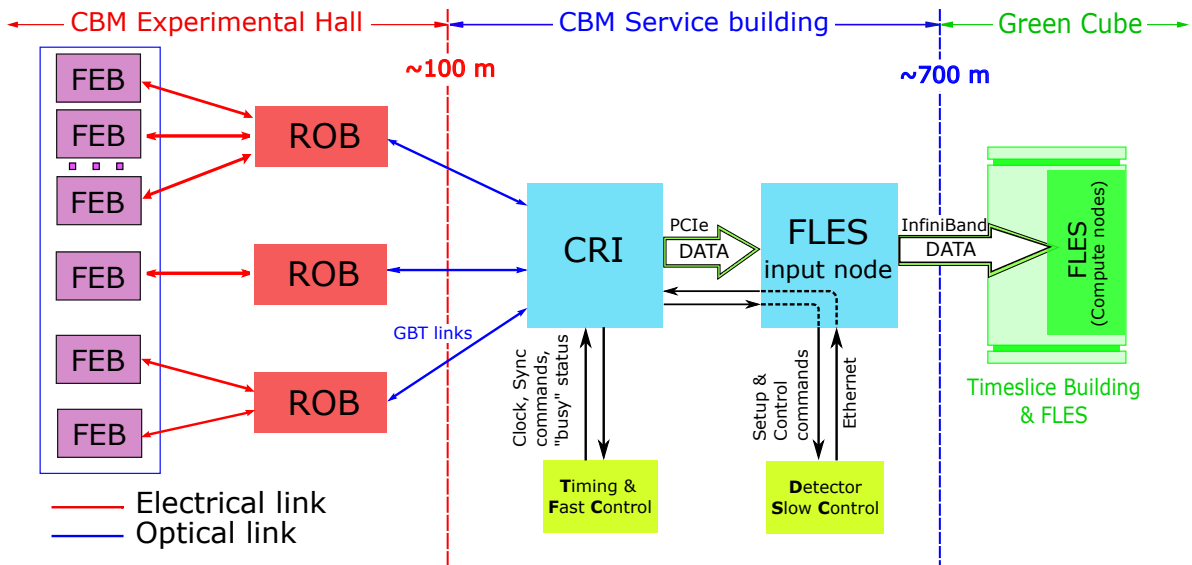 CBM Experimental Hall
CBM Service building
Green Cube
~100 m
~700 m
FEB
FEB
FEB
FEB
FEB
FEB
ROB
ROB
ROB
GBT links
CRI
PCIe
DATA
FLES
input node
InfiniBand
DATA
FLES
(Compute nodes)
Timeslice Building
& FLES
Clock, Sync
commands,
"busy" status
Setup &
Control
commands
Ethernet
Timing &
Fast Control
Detector
Slow Control
Electrical link
Optical link